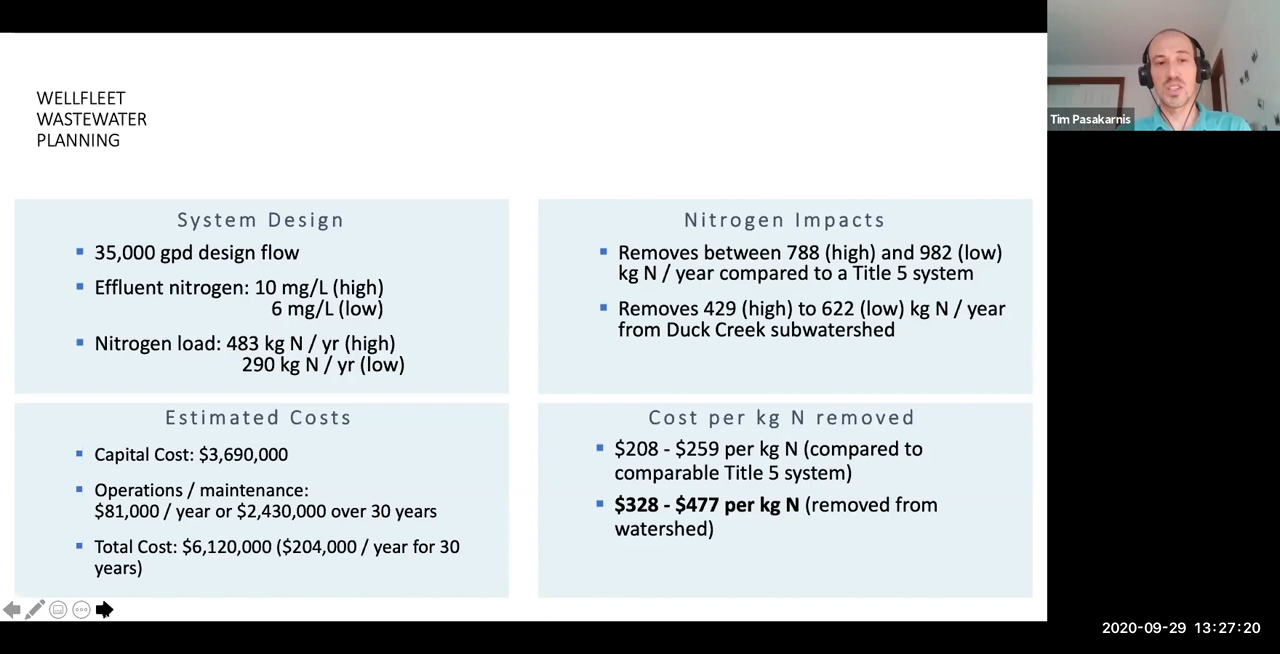 WELLFLEET
WASTEWATER
PLANNING
System Design
35,000 gpd design flow
Effluent nitrogen: 10 mg/L (high)
6 mg/L (low)
Nitrogen load: 483 kg N / yr (high)
290 kg N / yr (low)
Nitrogen Impacts
Removes between 788 (high) and 982 (low)
kg N / year compared to a Title 5 system
Removes 429 (high) to 622 (low) kg N / year
from Duck Creek subwatershed
Estimated Costs
Capital Cost: $3,690,000
Operations / maintenance:
$81,000 / year or $2,430,000 over 30 years
Total Cost: $6,120,000 ($204,000 / year for 30
years)
Cost per kg N removed
$208 - $259 per kg N (compared to
comparable Title 5 system)
$328 - $477 per kg N (removed from
watershed)
Tim Pasakarnis
2020-09-29 13:27:20